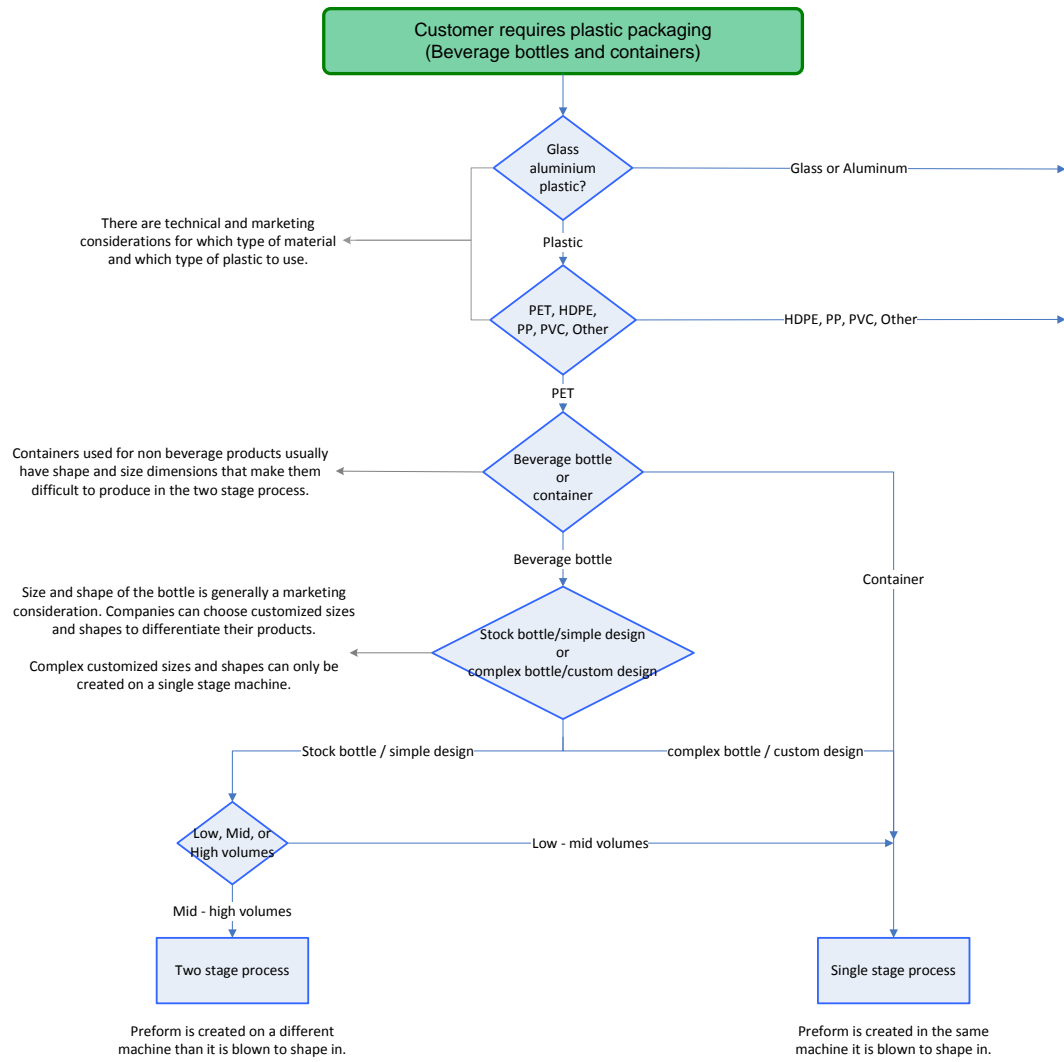 Customer requires plastic packaging
(Beverage bottles and containers)
Glass
aluminium
plastic?
Glass or Aluminum
There are technical and marketing
considerations for which type of material
and which type of plastic to use.
Plastic
PET, HDPE,
PP, PVC, Other
HDPE, PP, PVC, Other
PET
Containers used for non beverage products usually
have shape and size dimensions that make them
difficult to produce in the two stage process.
Beverage bottle
or
container
Beverage bottle
Container
Size and shape of the bottle is generally a marketing
consideration. Companies can choose customized sizes
and shapes to differentiate their products.
Complex customized sizes and shapes can only be
created on a single stage machine.
Stock bottle/simple design
or
complex bottle/custom design
Stock bottle / simple design
complex bottle / custom design
Low, Mid, or
High volumes
Low - mid volumes
Mid - high volumes
Two stage process
Single stage process
Preform is created on a different
machine than it is blown to shape in.
Preform is created in the same
machine it is blown to shape in.